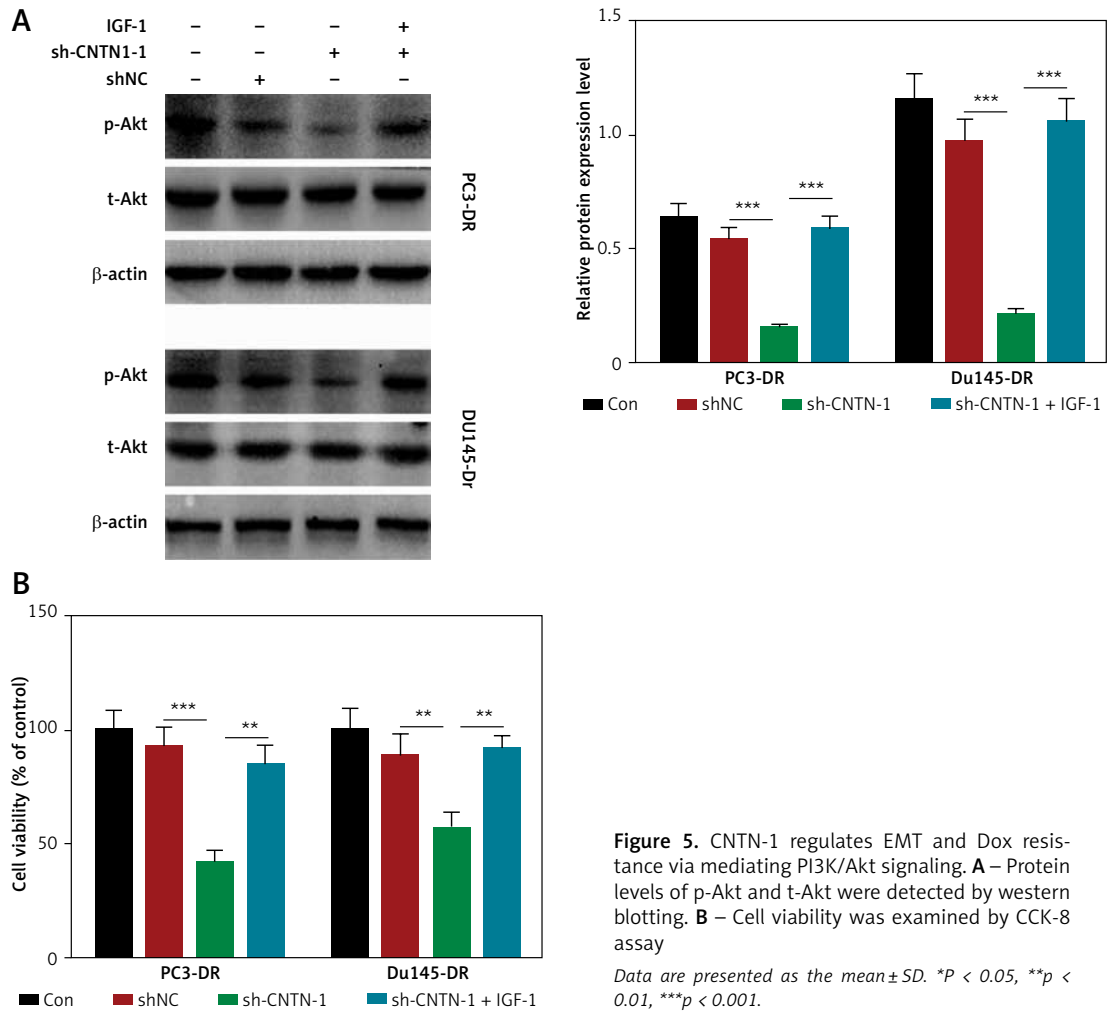 A
IGF-1 – – – +
sh-CNTN1-1 – – + +
shNC – + – –
p-Akt
t-Akt
β-actin
PC3-DR
p-Akt
t-Akt
β-actin
DU145-Dr
Relative protein expression level
1.5
1.0
0.5
0
*** *** *** ***
PC3-DR Du145-DR
Con shNC sh-CNTN-1 sh-CNTN-1 + IGF-1
B
Cell viability (% of control)
150
100
50
0
*** ** ** **
PC3-DR Du145-DR
Con shNC sh-CNTN-1 sh-CNTN-1 + IGF-1
Figure 5. CNTN-1 regulates EMT and Dox resis-
tance via mediating PI3K/Akt signaling. A – Protein
levels of p-Akt and t-Akt were detected by western
blotting. B – Cell viability was examined by CCK-8
assay
Data are presented as the mean ± SD. *P < 0.05, **p <
0.01, ***p < 0.001.